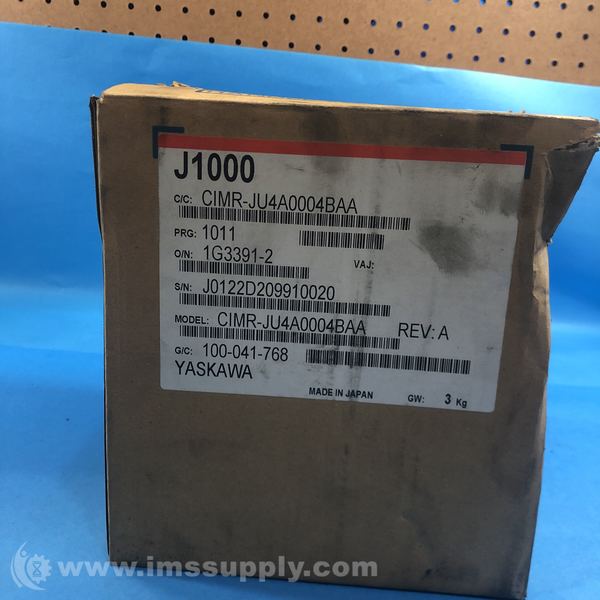 J1000
C/C: CIMR-JU4A0004BAA
PRG: 1011
O/N: 1G3391-2 VAJ:
S/N: J0122D209910020
MODEL: CIMR-JU4A0004BAA REV: A
G/C: 100-041-768
YASKAWA
MADE IN JAPAN GW: 3 Kg
www.imssupply.com